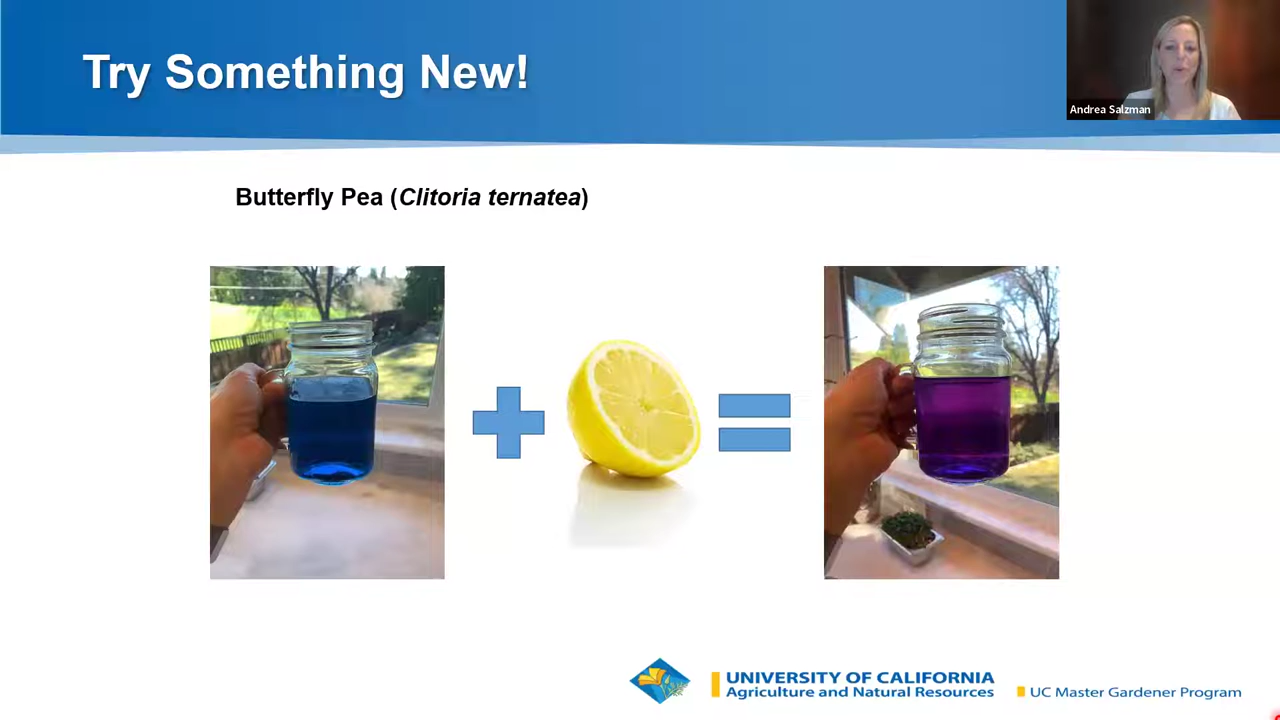 Try Something New!
Andrea Salzman
Butterfly Pea (Clitoria ternatea)
UNIVERSITY OF CALIFORNIA
Agriculture and Natural Resources
UC Master Gardener Program